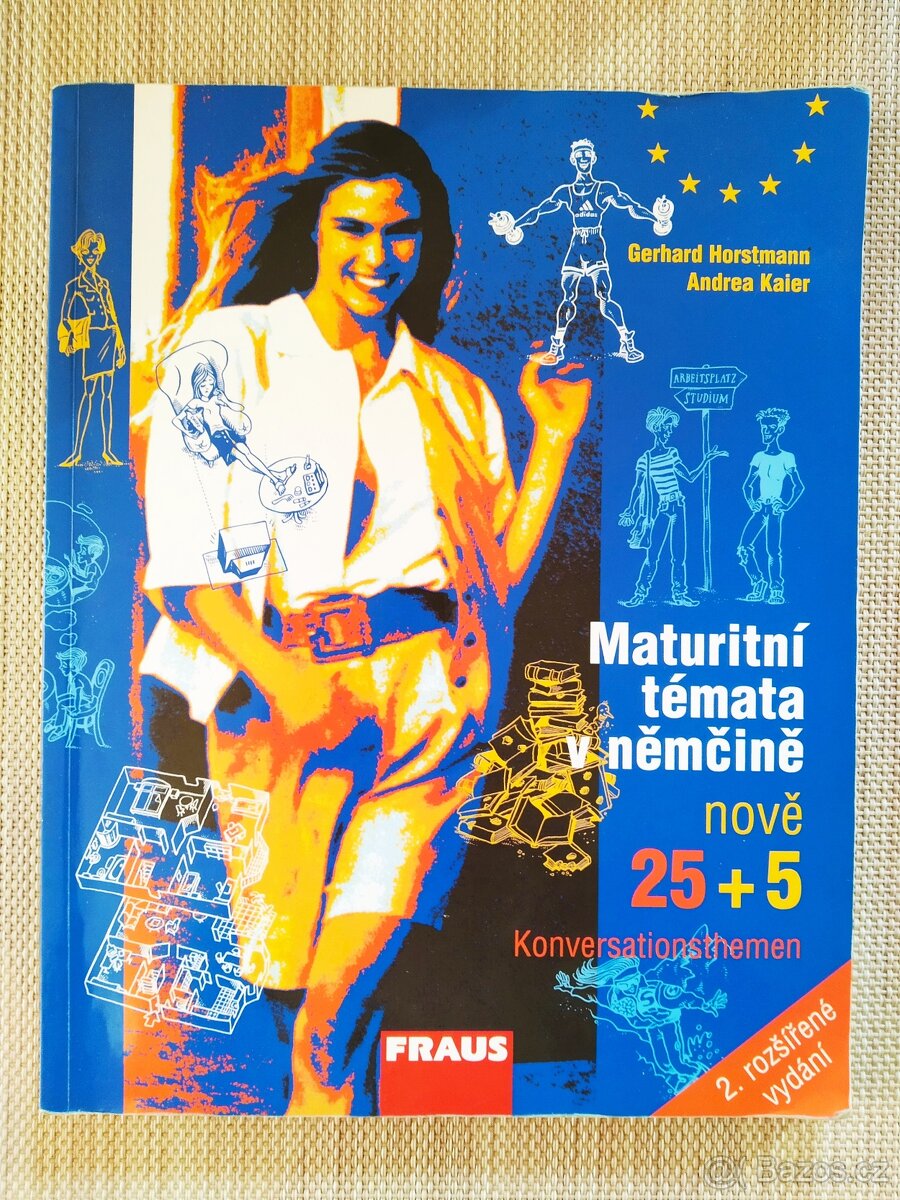 adidas
Gerhard Horstmann
Andrea Kaier
ARBEITSPLATZ
STUDIUM
Maturitní
témata
v němčině
nově
25 + 5
Konversationsthemen
FRAUS
2. rozšířené
vydání
Bazos.cz